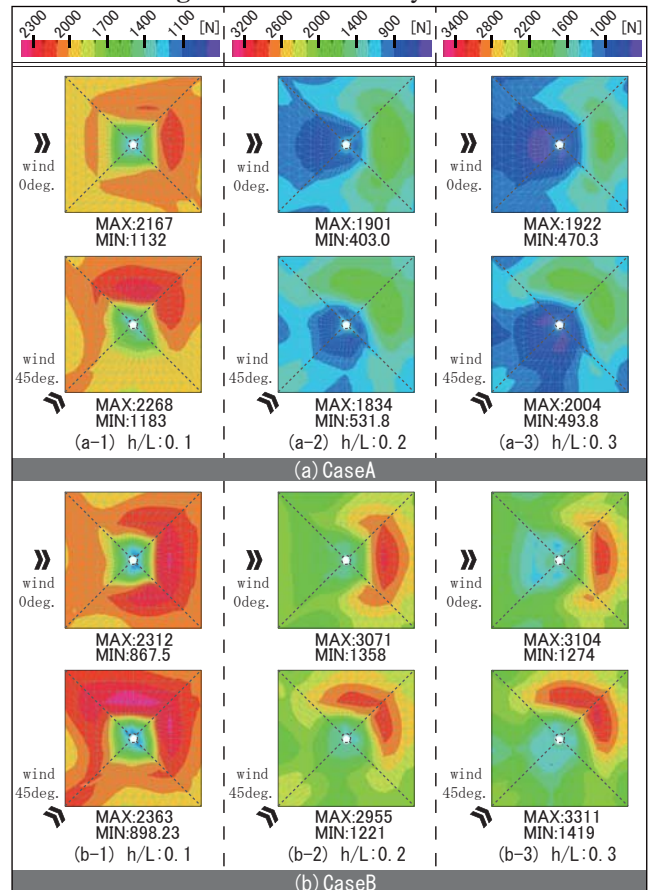 2300 2000 1700 1400 1100 [N] 3200 2600 2000 1400 900 [N] 3400 2800 2200 1600 1000 [N]
wind
0deg.
MAX:2167
MIN:1132
wind
0deg.
MAX:1901
MIN:403.0
wind
0deg.
MAX:1922
MIN:470.3
wind
45deg.
MAX:2268
MIN:1183
(a-1) h/L:0.1
wind
45deg.
MAX:1834
MIN:531.8
(a-2) h/L:0.2
wind
45deg.
MAX:2004
MIN:493.8
(a-3) h/L:0.3
(a)CaseA
wind
0deg.
MAX:2312
MIN:867.5
wind
0deg.
MAX:3071
MIN:1358
wind
0deg.
MAX:3104
MIN:1274
wind
45deg.
MAX:2363
MIN:898.23
(b-1) h/L:0.1
wind
45deg.
MAX:2955
MIN:1221
(b-2) h/L:0.2
wind
45deg.
MAX:3311
MIN:1419
(b-3) h/L:0.3
(b)CaseB